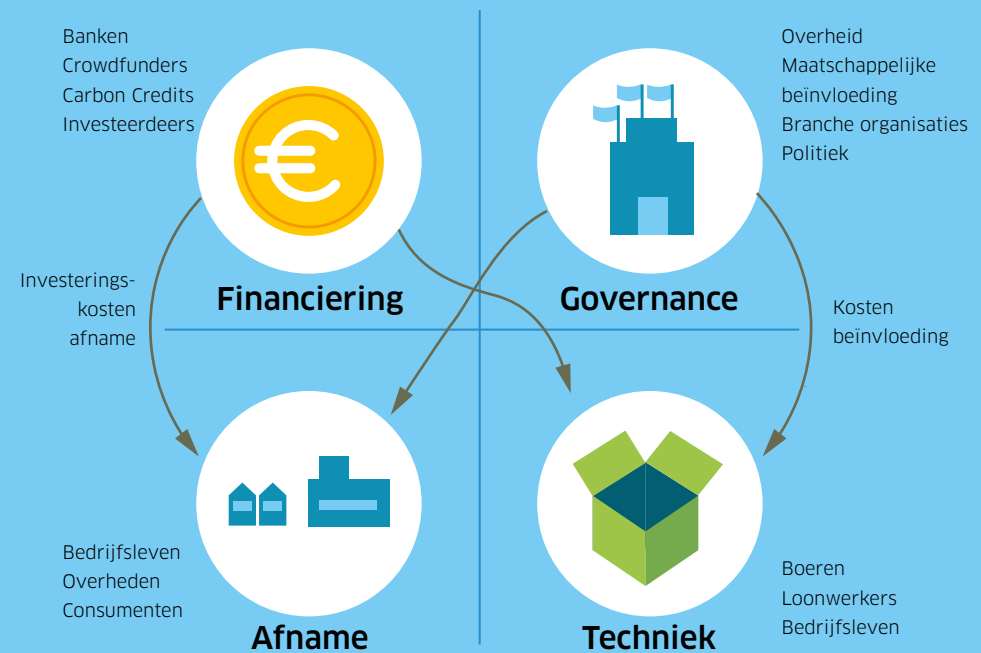 Banken
Crowdfunders
Carbon Credits
Investeerdeers
Financiering
Overheid
Maatschappelijke
beïnvloeding
Branche organisaties
Politiek
Governance
Investerings-
kosten
afname
Kosten
beïnvloeding
Bedrijfsleven
Overheden
Consumenten
Afname
Boeren
Loonwerkers
Bedrijfsleven
Techniek